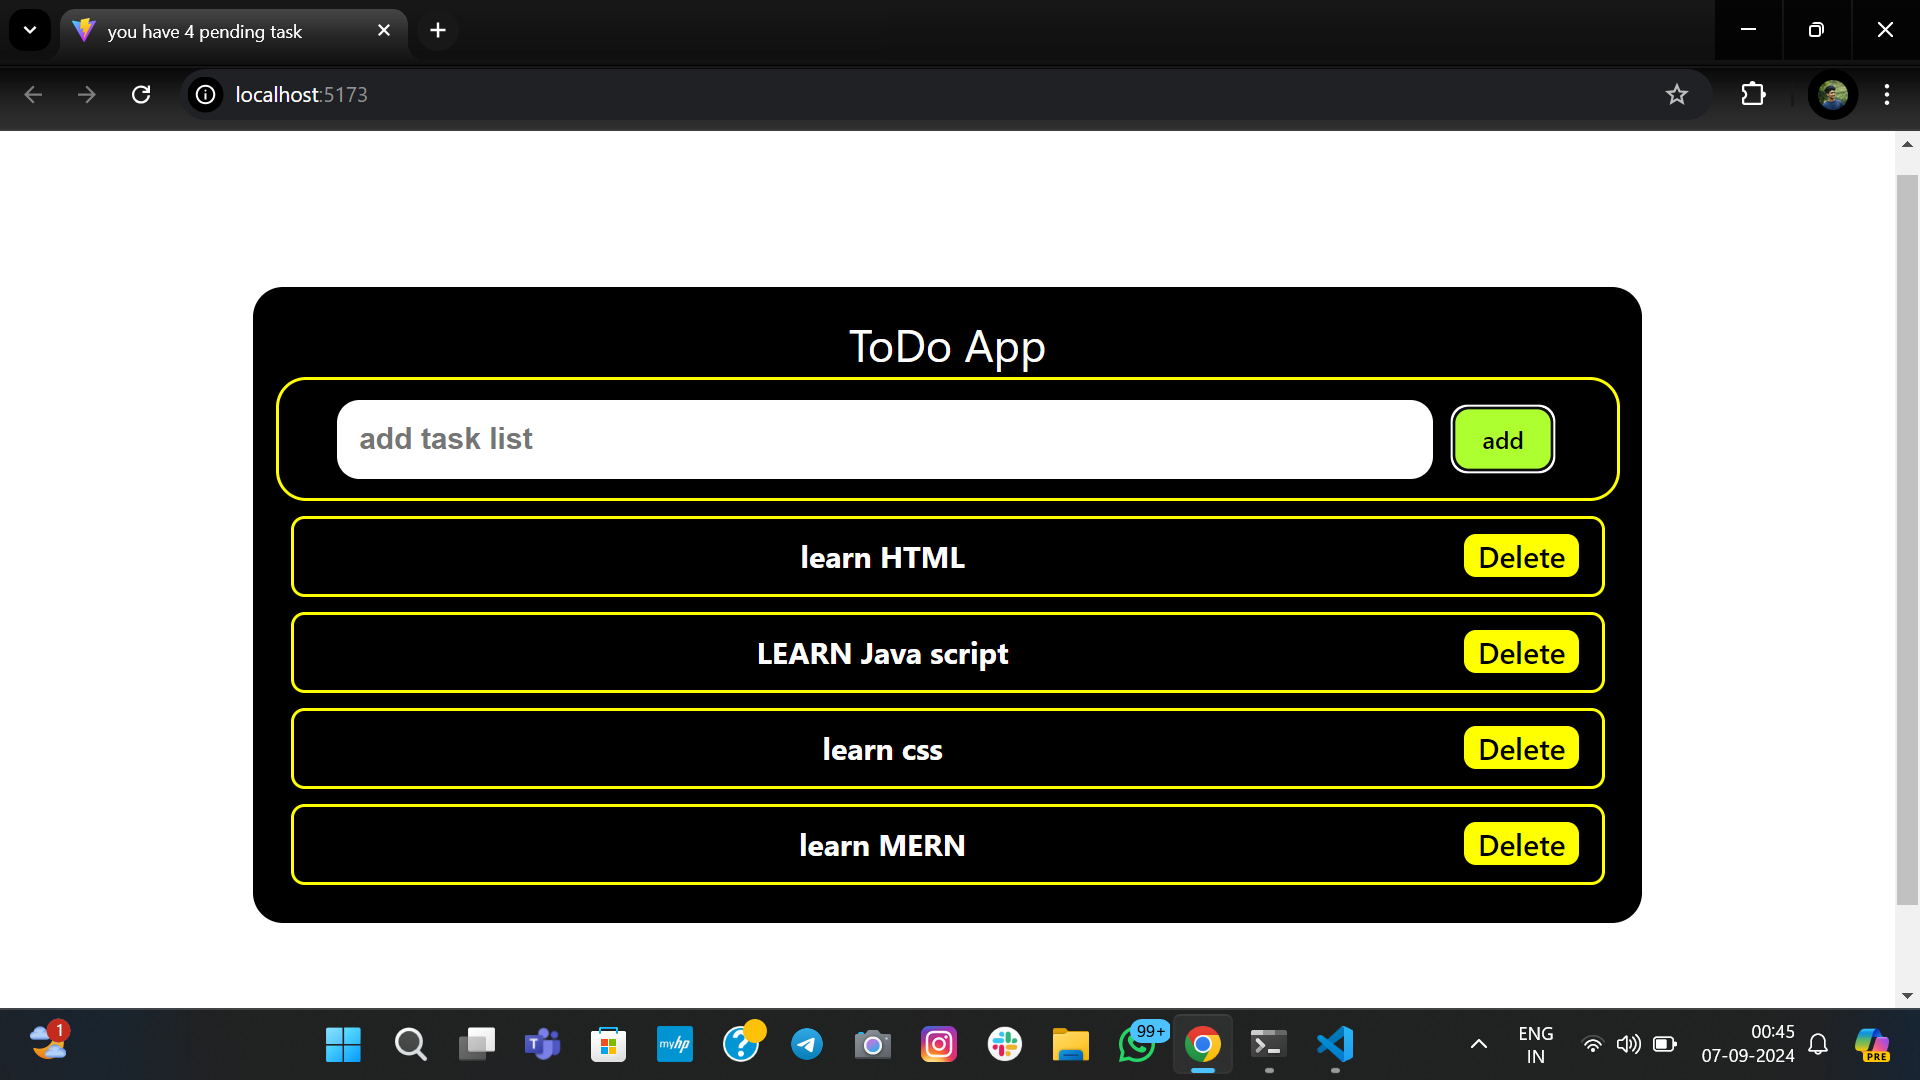 you have 4 pending task
localhost:5173
ToDo App
add task list
add
learn HTML
Delete
LEARN Java script
Delete
learn css
Delete
learn MERN
Delete
1
myhp
99+
ENG
IN
00:45
07-09-2024
PRE